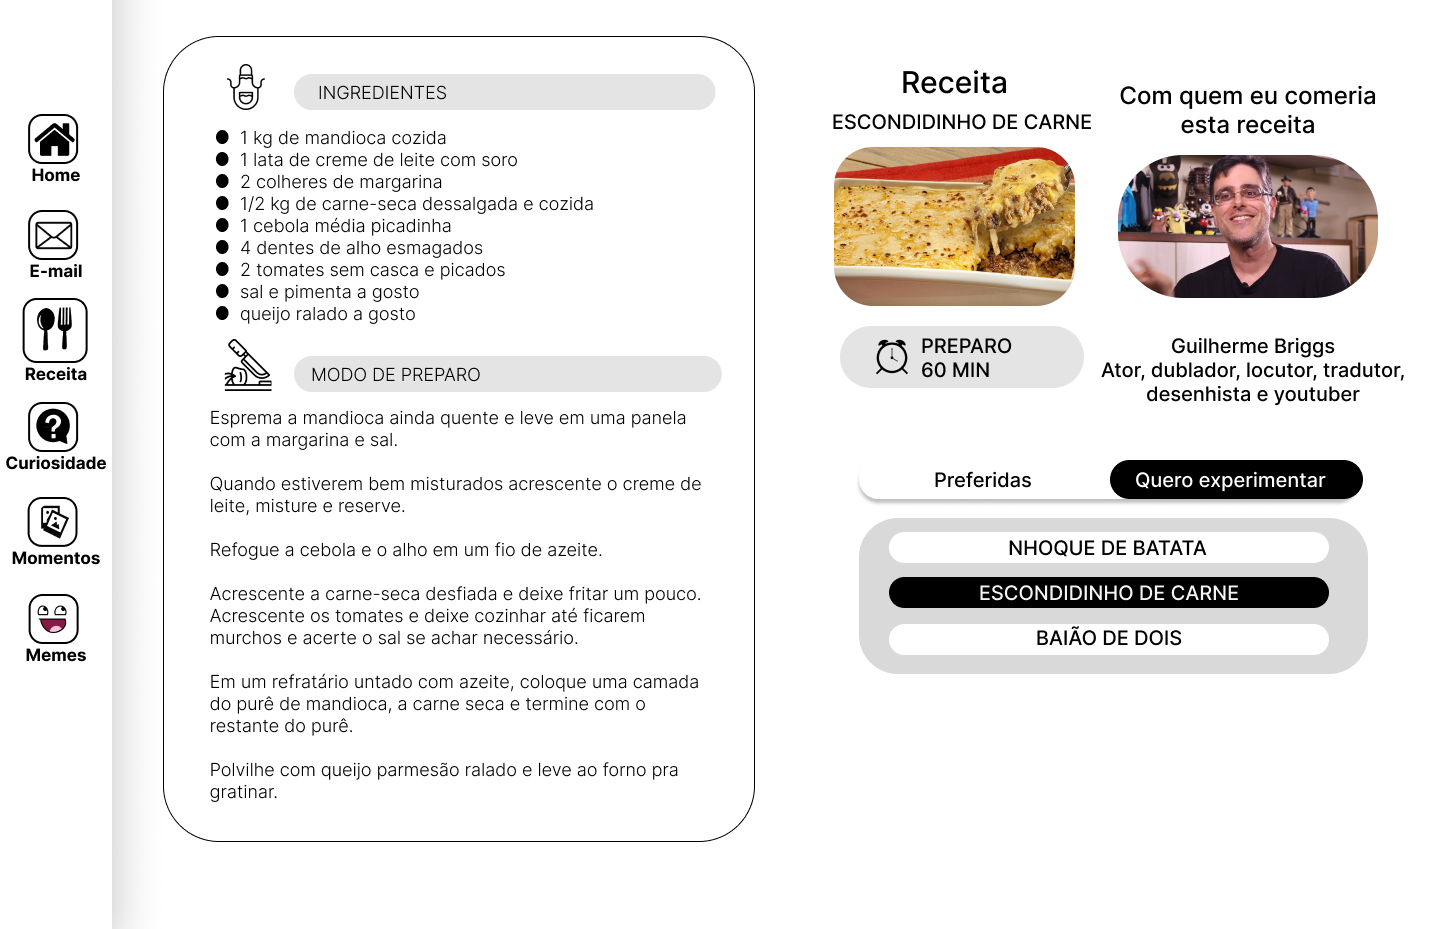 Home
E-mail
Receita
Curiosidade
Momentos
Memes
INGREDIENTES
1 kg de mandioca cozida
1 lata de creme de leite com soro
2 colheres de margarina
1/2 kg de carne-seca dessalgada e cozida
1 cebola média picadinha
4 dentes de alho esmagados
2 tomates sem casca e picados
sal e pimenta a gosto
queijo ralado a gosto
MODO DE PREPARO
Esprema a mandioca ainda quente e leve em uma panela
com a margarina e sal.
Quando estiverem bem misturados acrescente o creme de
leite, misture e reserve.
Refogue a cebola e o alho em um fio de azeite.
Acrescente a carne-seca desfiada e deixe fritar um pouco.
Acrescente os tomates e deixe cozinhar até ficarem
murchos e acerte o sal se achar necessário.
Em um refratário untado com azeite, coloque uma camada
do purê de mandioca, a carne seca e termine com o
restante do purê.
Polvilhe com queijo parmesão ralado e leve ao forno pra
gratinar.
Receita
ESCONDIDINHO DE CARNE
PREPARO
60 MIN
Com quem eu comeria
esta receita
Guilherme Briggs
Ator, dublador, locutor, tradutor,
desenhista e youtuber
Preferidas
Quero experimentar
NHOQUE DE BATATA
ESCONDIDINHO DE CARNE
BAIÃO DE DOIS